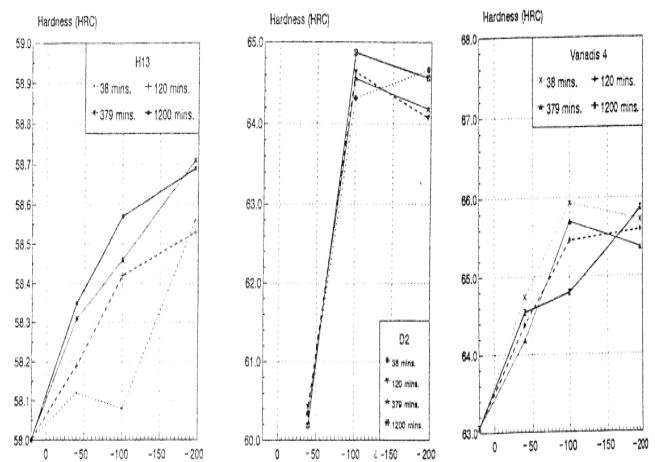 Hardness (HRC)
59.0
58.9
58.8
58.7
58.6
58.5
58.4
58.3
58.2
58.1
58.0
H13
38 mins.
120 mins.
379 mins.
1200 mins.
0
-50
-100
-150
-200
Hardness (HRC)
65.0
64.0
63.0
62.0
61.0
60.0
D2
38 mins.
120 mins.
379 mins.
1200 mins.
0
-50
-100
-150
-200
Hardness (HRC)
68.0
67.0
66.0
65.0
64.0
63.0
Vanadis 4
38 mins.
120 mins.
379 mins.
1200 mins.
0
-50
-100
-150
-200